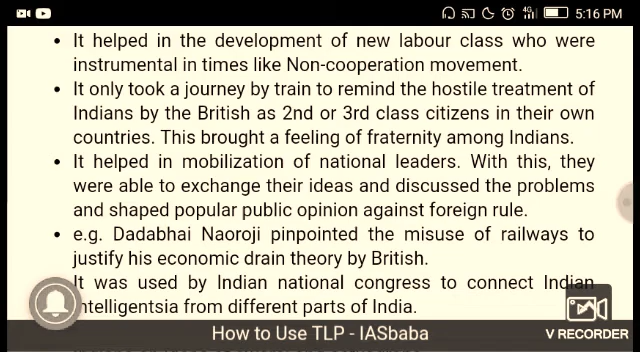 4G
5:16 PM
• It helped in the development of new labour class who were
instrumental in times like Non-cooperation movement.
• It only took a journey by train to remind the hostile treatment of
Indians by the British as 2nd or 3rd class citizens in their own
countries. This brought a feeling of fraternity among Indians.
• It helped in mobilization of national leaders. With this, they
were able to exchange their ideas and discussed the problems
and shaped popular public opinion against foreign rule.
• e.g. Dadabhai Naoroji pinpointed the misuse of railways to
justify his economic drain theory by British.
It was used by Indian national congress to connect Indian
intelligentsia from different parts of India.
How to Use TLP - IASbaba
V RECORDER